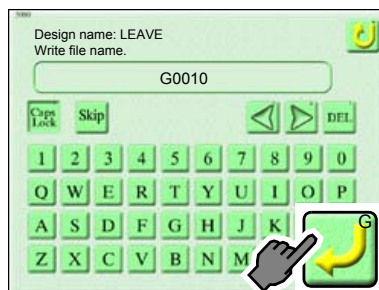 Design name: LEAVE
Write file name.
G0010
Caps Lock Skip DEL
1 2 3 4 5 6 7 8 9 0
Q W E R T Y U I O P
A S D F G H J K
Z X C V B N M
G